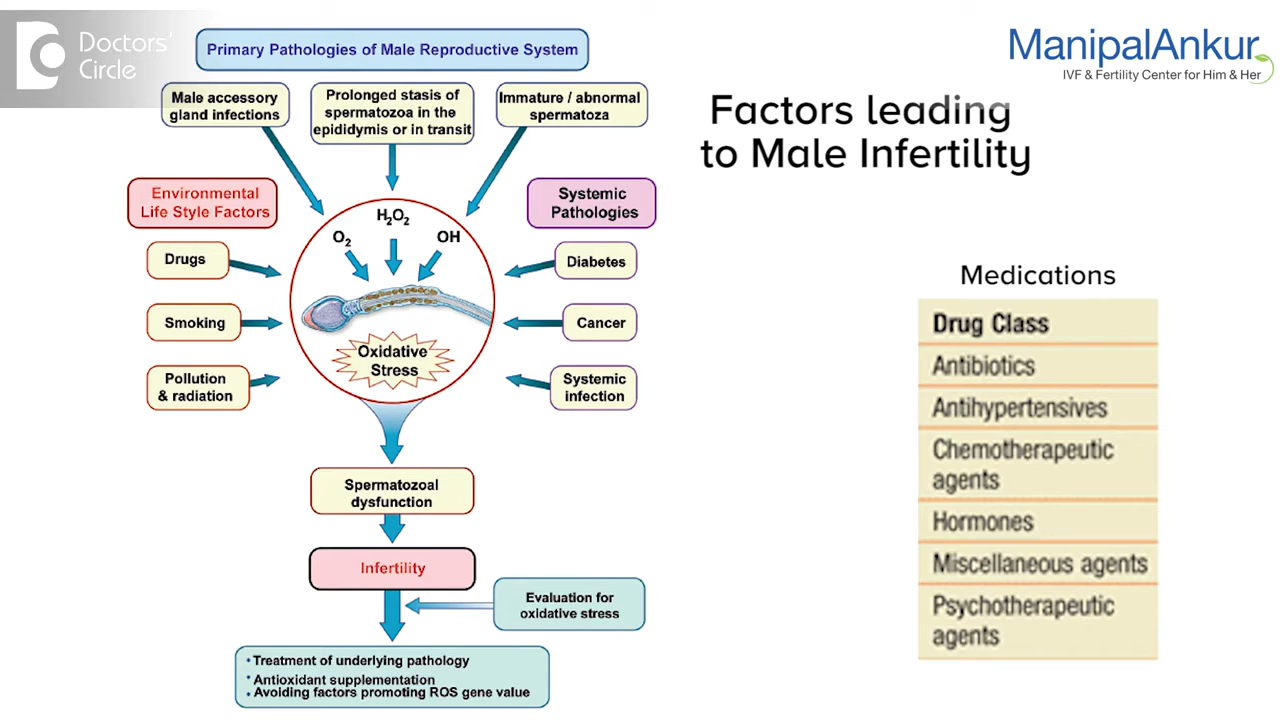 Doctors'
Circle
ManipalAnkur
IVF & Fertility Center for Him & Her
Primary Pathologies of Male Reproductive System
Male accessory
gland infections
Prolonged stasis of
spermatozoa in the
epididymis or in transit
Immature / abnormal
spermatoza
Factors leading
to Male Infertility
Environmental
Life Style Factors
Systemic
Pathologies
H₂O₂
O₂
OH
Drugs
Diabetes
Smoking
Cancer
Pollution
& radiation
Systemic
infection
Oxidative
Stress
Spermatozoal
dysfunction
Infertility
Evaluation for
oxidative stress
• Treatment of underlying pathology
• Antioxidant supplementation
• Avoiding factors promoting ROS gene value
Medications
Drug Class
Antibiotics
Antihypertensives
Chemotherapeutic
agents
Hormones
Miscellaneous agents
Psychotherapeutic
agents